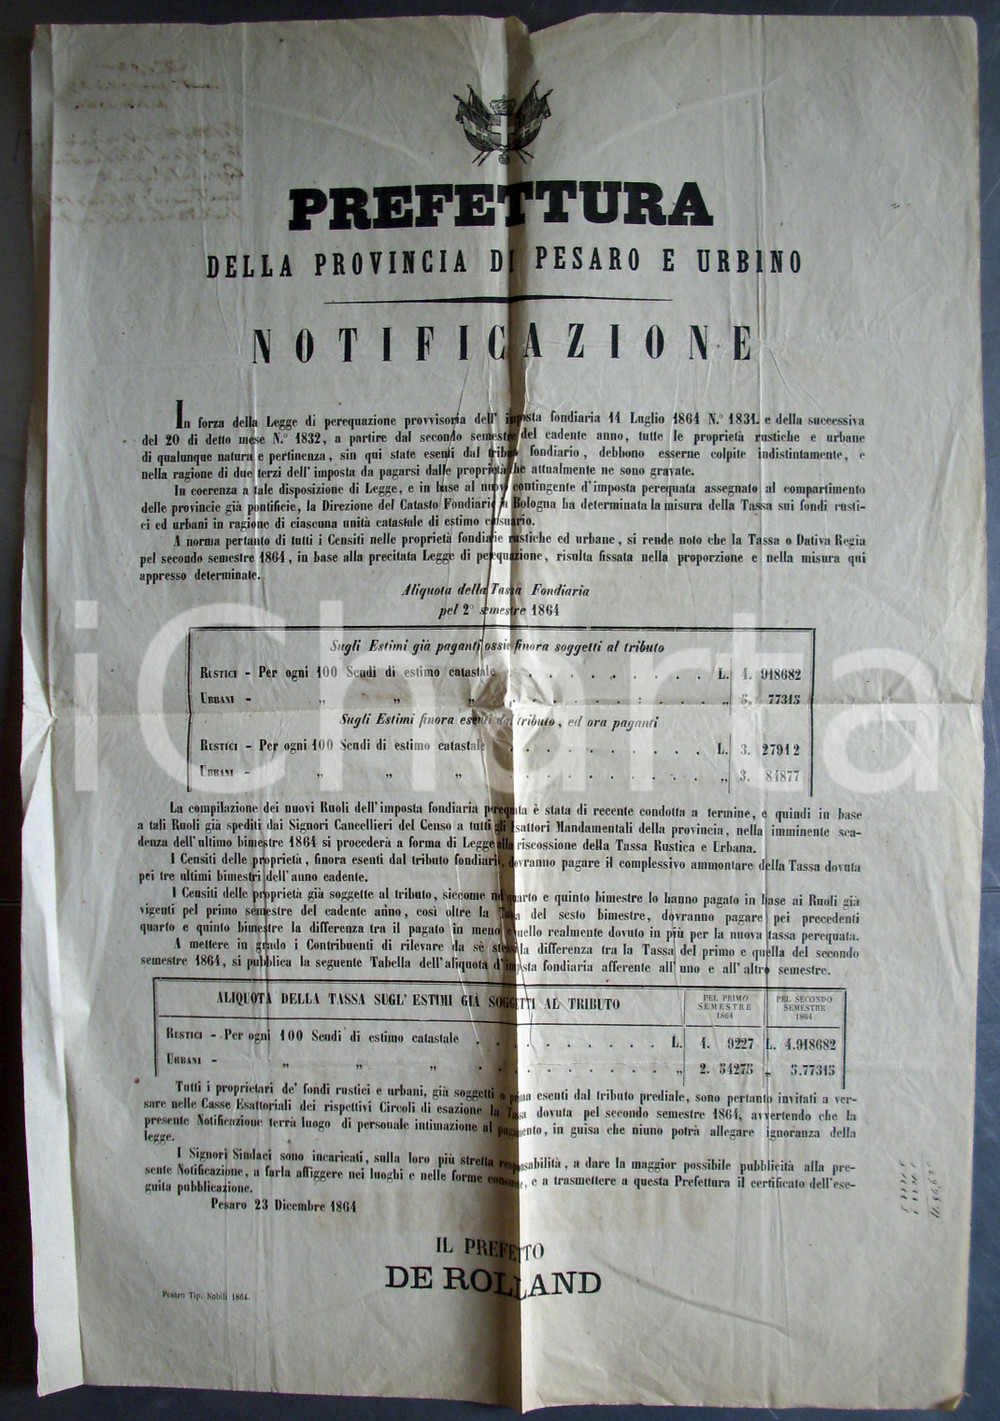 PREFETTURA
DELLA PROVINCIA DI PESARO E URBINO
NOTIFICAZIONE
In forza della Legge di perequazione provvisoria dell' imposta fondiaria 14 Luglio 1864 N.° 1831. e della successiva
del 20 di detto mese N.° 1832, a partire dal secondo semestre del cadente anno, tutte le proprietà rustiche e urbane
di qualunque natura e pertinenza, sin qui state esenti dal tributo fondiario, debbono esserne colpite indistintamente, e
nella ragione di due terzi dell'imposta da pagarsi dalle proprietà che attualmente ne sono gravate.
In coerenza a tale disposizione di Legge, e in base al nuovo contingente d'imposta perequata assegnato al compartimento
delle provincie già pontificie, la Direzione del Catasto Fondiario in Bologna ha determinata la misura della Tassa sui fondi rusti-
ci ed urbani in ragione di ciascuna unità catastale di estimo censuario.
A norma pertanto di tutti i Censiti nelle proprietà fondiarie rustiche ed urbane, si rende noto che la Tassa o Dativa Regia
pel secondo semestre 1864, in base alla precitata Legge di perequazione, risulta fissata nella proporzione e nella misura qui
appresso determinate.
Aliquota della Tassa Fondiaria
pel 2° semestre 1864
Sugli Estimi già paganti ossia finora soggetti al tributo
RUSTICI - Per ogni 100 Scudi di estimo catastale . . . . . . . . . . L. 4. 918682
URBANI - „ „ „ . . . . . . . . . . „ 5. 77315
Sugli Estimi finora esenti dal tributo, ed ora paganti
RUSTICI - Per ogni 100 Scudi di estimo catastale . . . . . . . . . . L. 3. 27912
URBANI - „ „ „ . . . . . . . . . . „ 3. 84877
La compilazione dei nuovi Ruoli dell'imposta fondiaria perequata è stata di recente condotta a termine, e quindi in base
a tali Ruoli già spediti dai Signori Cancellieri del Censo a tutti gli Esattori Mandamentali della provincia, nella imminente sca-
denza dell'ultimo bimestre 1864 si procederà a forma di Legge alla riscossione della Tassa Rustica e Urbana.
I Censiti delle proprietà, finora esenti dal tributo fondiario, dovranno pagare il complessivo ammontare della Tassa dovuta
pei tre ultimi bimestri dell'anno cadente.
I Censiti delle proprietà già soggette al tributo, siccome nel quarto e quinto bimestre lo hanno pagato in base ai Ruoli già
vigenti pel primo semestre del cadente anno, così oltre la Tassa del sesto bimestre, dovranno pagare pei precedenti
quarto e quinto bimestre la differenza tra il pagato in meno e quello realmente dovuto in più per la nuova tassa perequata.
A mettere in grado i Contribuenti di rilevare da sè stessi la differenza tra la Tassa del primo e quella del secondo
semestre 1864, si pubblica la seguente Tabella dell'aliquota d'imposta fondiaria afferente all'uno e all'altro semestre.
ALIQUOTA DELLA TASSA SUGL' ESTIMI GIÀ SOGGETTI AL TRIBUTO
PEL PRIMO SEMESTRE 1864
PEL SECONDO SEMESTRE 1864
RUSTICI - Per ogni 100 Scudi di estimo catastale . . . . . . . . . . L. 1. 9227 L. 4.918682
URBANI - „ „ „ . . . . . . . . . . „ 2. 54275 „ 5.77315
Tutti i proprietari de' fondi rustici e urbani, già soggetti o prima esenti dal tributo prediale, sono pertanto invitati a ver-
sare nelle Casse Esattoriali dei rispettivi Circoli di esazione la Tassa dovuta pel secondo semestre 1864, avvertendo che la
presente Notificazione terrà luogo di personale intimazione al pagamento, in guisa che niuno potrà allegare ignoranza della
legge.
I Signori Sindaci sono incaricati, sulla loro più stretta responsabilità, a dare la maggior possibile pubblicità alla pre-
sente Notificazione, a farla affiggere nei luoghi e nelle forme consuete, e a trasmettere a questa Prefettura il certificato dell'ese-
guita pubblicazione.
Pesaro 23 Dicembre 1864
IL PREFETTO
DE ROLLAND
Pesaro Tip. Nobili 1864.
iCharta